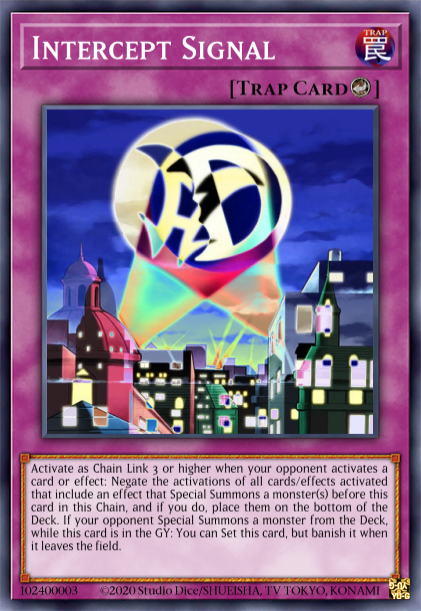 Intercept Signal
TRAP
罠
[Trap Card]
Activate as Chain Link 3 or higher when your opponent activates a
card or effect: Negate the activations of all cards/effects activated
that include an effect that Special Summons a monster(s) before this
card in this Chain, and if you do, place them on the bottom of the
Deck. If your opponent Special Summons a monster from the Deck,
while this card is in the GY: You can Set this card, but banish it when
it leaves the field.
102400003
©2020 Studio Dice/SHUEISHA, TV TOKYO, KONAMI